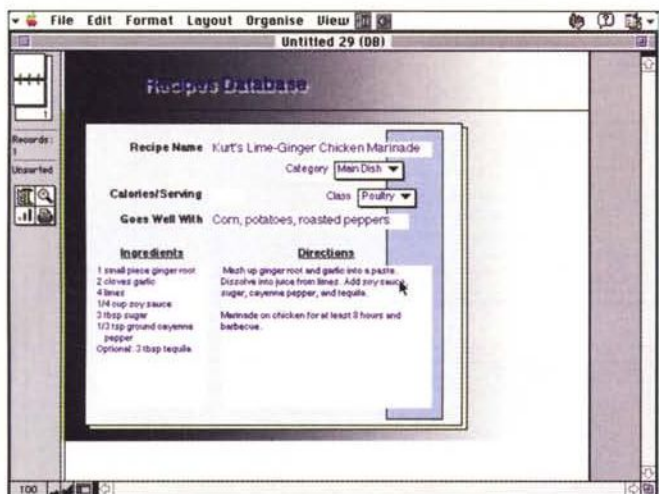 File Edit Format Layout Organise View
Untitled 29 (DB)
Recipes Database
1
Records:
1
Unsorted
Recipe Name Kurt's Lime-Ginger Chicken Marinade
Category Main Dish
Calories/Serving Class Poultry
Goes Well With Corn, potatoes, roasted peppers
Ingredients
1 small piece ginger root
2 cloves garlic
4 limes
1/4 cup soy sauce
3 tbsp sugar
1/3 tsp ground cayenne
pepper
Optional: 3 tbsp tequila
Directions
Mash up ginger root and garlic into a paste.
Dissolve into juice from limes. Add soy sauce,
sugar, cayenne pepper, and tequila.
Marinade on chicken for at least 8 hours and
barbecue.
100